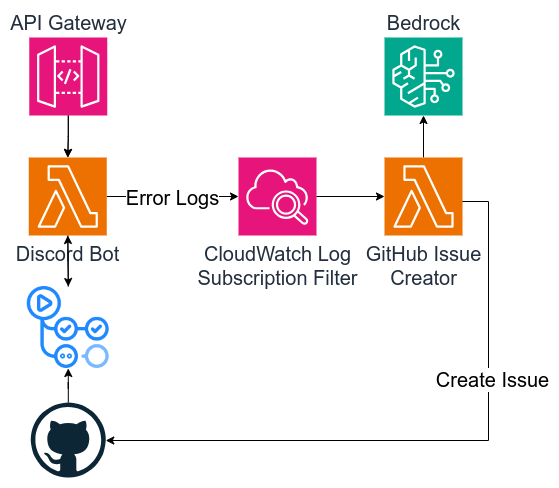 API Gateway
Bedrock
Discord Bot
Error Logs
CloudWatch Log
Subscription Filter
GitHub Issue
Creator
Create Issue